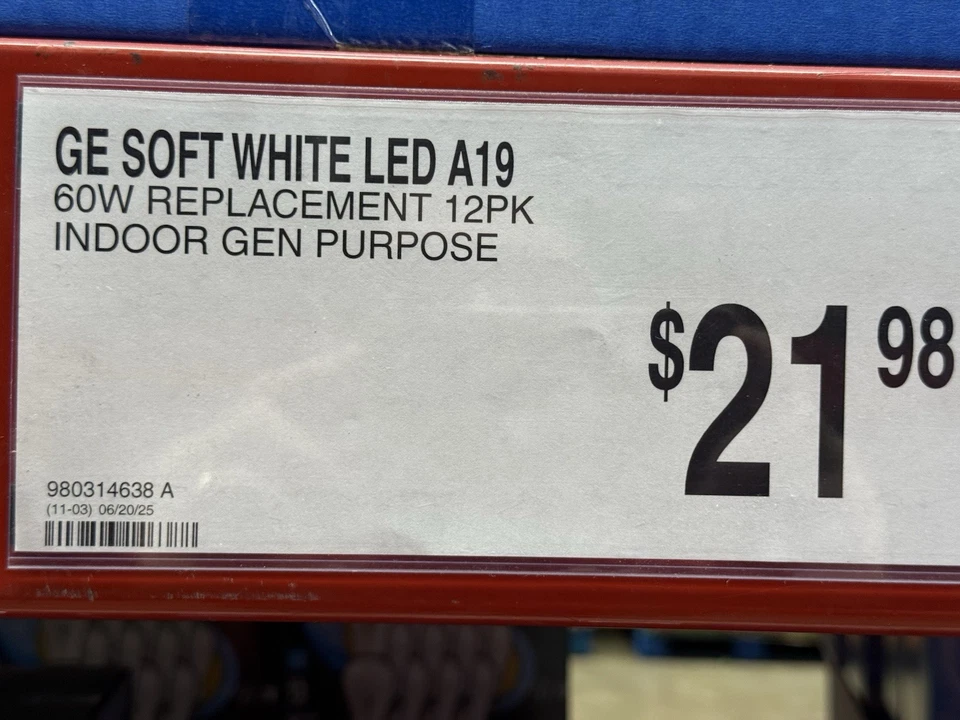 GE SOFT WHITE LED A19
60W REPLACEMENT 12PK
INDOOR GEN PURPOSE
$21 98
980314638 A
(11-03) 06/20/25